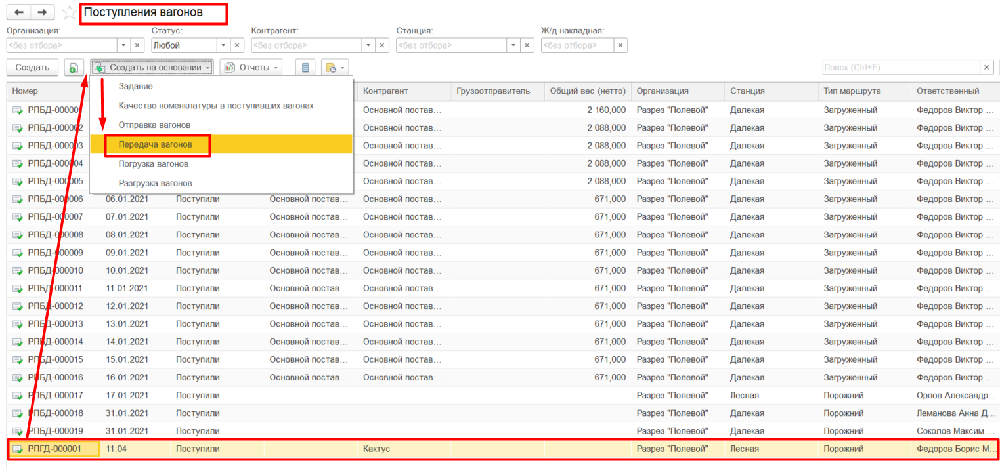 Поступления вагонов
Организация: Статус: Контрагент: Станция: Ж/д накладная:
<без отбора> Любой <без отбора> <без отбора> <без отбора>
Создать Создать на основании Отчеты Поиск (Ctrl+F)
Номер Контрагент Грузоотправитель Общий вес (нетто) Организация Станция Тип маршрута Ответственный
Задание
Качество номенклатуры в поступивших вагонах
Отправка вагонов
Передача вагонов
Погрузка вагонов
Разгрузка вагонов
РПБД-00000 Основной постав... 2 160,000 Разрез "Полевой" Далекая Загруженный Федоров Виктор ...
РПБД-000002 Основной постав... 2 088,000 Разрез "Полевой" Далекая Загруженный Федоров Виктор ...
РПБД-000003 Основной постав... 2 088,000 Разрез "Полевой" Далекая Загруженный Федоров Виктор ...
РПБД-000004 Основной постав... 2 088,000 Разрез "Полевой" Далекая Загруженный Федоров Виктор ...
РПБД-000005 Основной постав... 2 088,000 Разрез "Полевой" Далекая Загруженный Федоров Виктор ...
РПБД-000006 06.01.2021 Поступили Основной постав... Основной постав... 671,000 Разрез "Полевой" Далекая Загруженный Федоров Виктор ...
РПБД-000007 07.01.2021 Поступили Основной постав... Основной постав... 671,000 Разрез "Полевой" Далекая Загруженный Федоров Виктор ...
РПБД-000008 08.01.2021 Поступили Основной постав... Основной постав... 671,000 Разрез "Полевой" Далекая Загруженный Федоров Виктор ...
РПБД-000009 09.01.2021 Поступили Основной постав... Основной постав... 671,000 Разрез "Полевой" Далекая Загруженный Федоров Виктор ...
РПБД-000010 10.01.2021 Поступили Основной постав... Основной постав... 671,000 Разрез "Полевой" Далекая Загруженный Федоров Виктор ...
РПБД-000011 11.01.2021 Поступили Основной постав... Основной постав... 671,000 Разрез "Полевой" Далекая Загруженный Федоров Виктор ...
РПБД-000012 12.01.2021 Поступили Основной постав... Основной постав... 671,000 Разрез "Полевой" Далекая Загруженный Федоров Виктор ...
РПБД-000013 13.01.2021 Поступили Основной постав... Основной постав... 671,000 Разрез "Полевой" Далекая Загруженный Федоров Виктор ...
РПБД-000014 14.01.2021 Поступили Основной постав... Основной постав... 671,000 Разрез "Полевой" Далекая Загруженный Федоров Виктор ...
РПБД-000015 15.01.2021 Поступили Основной постав... Основной постав... 671,000 Разрез "Полевой" Далекая Загруженный Федоров Виктор ...
РПБД-000016 16.01.2021 Поступили Основной постав... Основной постав... 671,000 Разрез "Полевой" Далекая Загруженный Федоров Виктор ...
РПБД-000017 17.01.2021 Поступили Разрез "Полевой" Лесная Порожний Орлов Александр...
РПБД-000018 31.01.2021 Поступили Разрез "Полевой" Далекая Порожний Леманова Анна Д...
РПБД-000019 31.01.2021 Поступили Разрез "Полевой" Далекая Порожний Соколов Максим ...
РПГД-000001 11:04 Поступили Кактус Разрез "Полевой" Лесная Порожний Федоров Борис М...